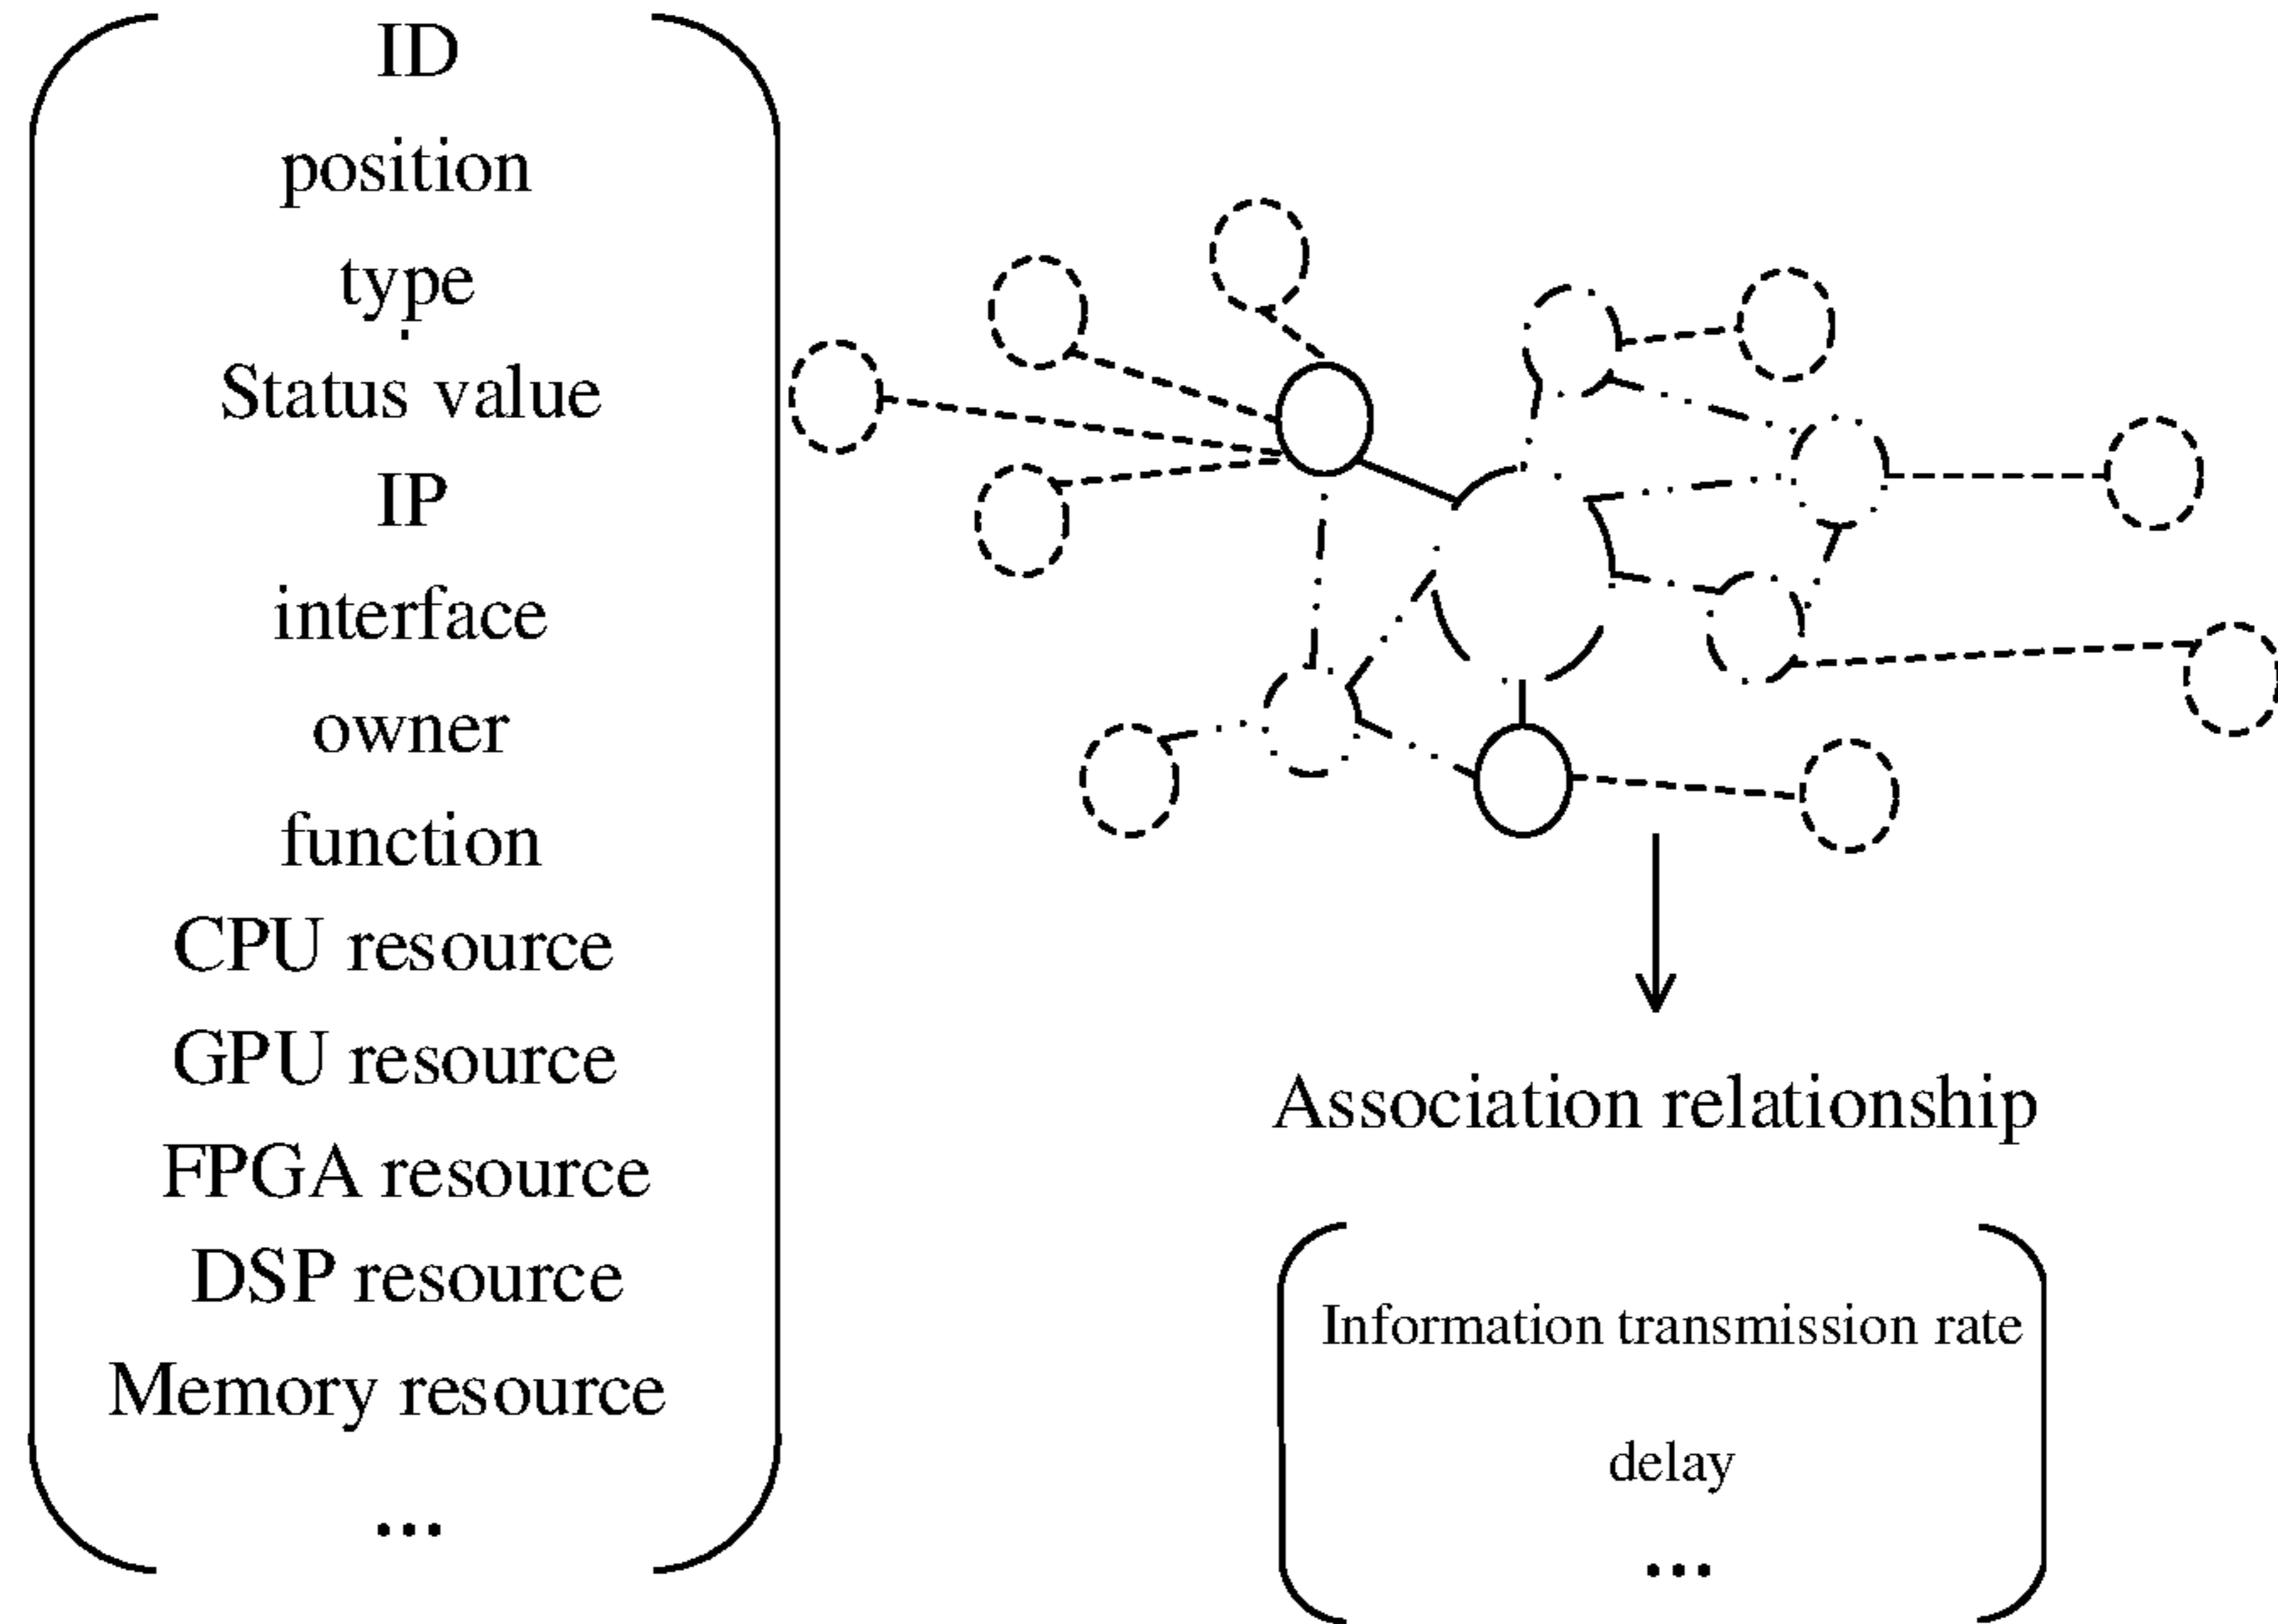 ID
position
type
Status value
IP
interface
owner
function
CPU resource
GPU resource
FPGA resource
DSP resource
Memory resource
...
Association relationship
Information transmission rate
delay
...